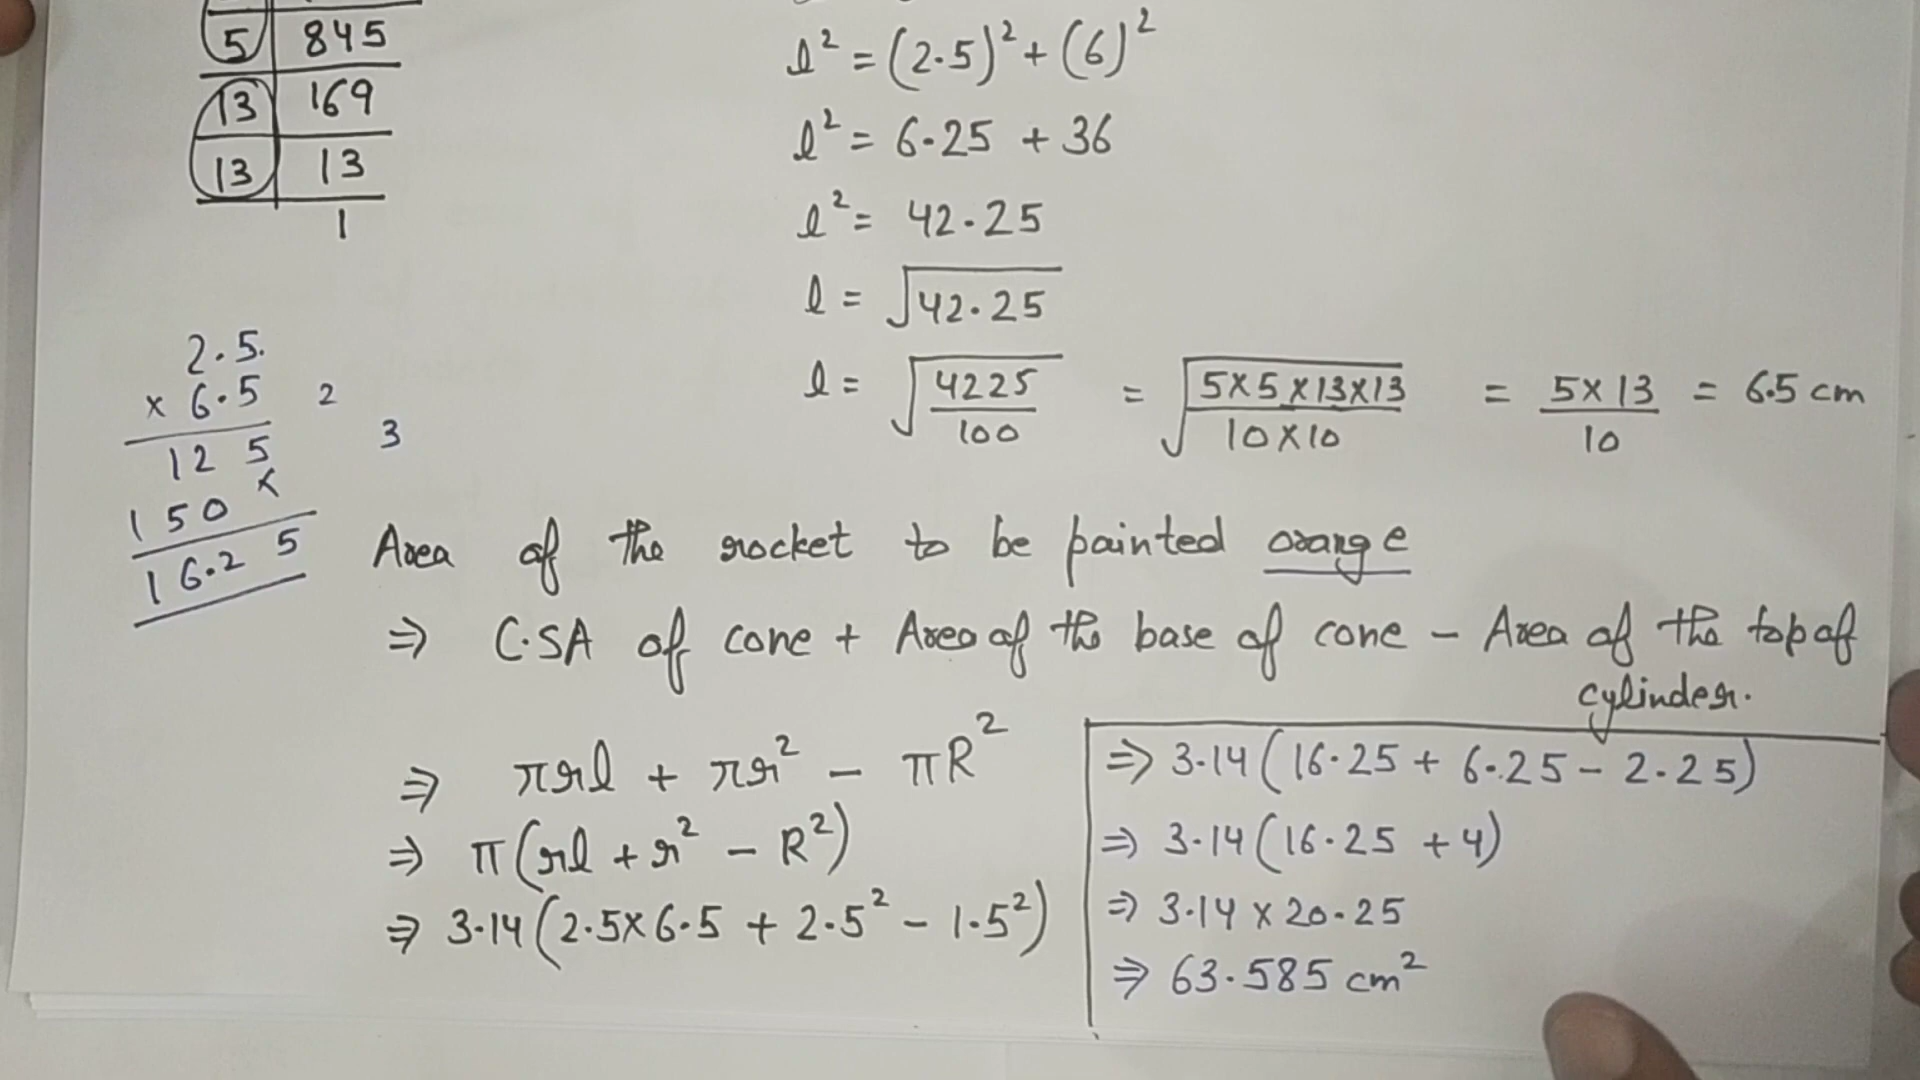 5 | 845
13 | 169
13 | 13
1
l² = (2.5)² + (6)²
l² = 6.25 + 36
l² = 42.25
l = √42.25
l = √(4225/100) = √(5×5×13×13/10×10) = 5×13/10 = 6.5 cm
2.5
× 6.5 2
3
12 5
150 ×
16.2 5
Area of the rocket to be painted orange
⇒ C.SA of cone + Area of the base of cone − Area of the top of
cylinder.
⇒ πrl + πr² − πR²
⇒ π(rl + r² − R²)
⇒ 3.14(2.5×6.5 + 2.5² − 1.5²)
⇒ 3.14(16.25 + 6.25 − 2.25)
⇒ 3.14(16.25 + 4)
⇒ 3.14 × 20.25
⇒ 63.585 cm²